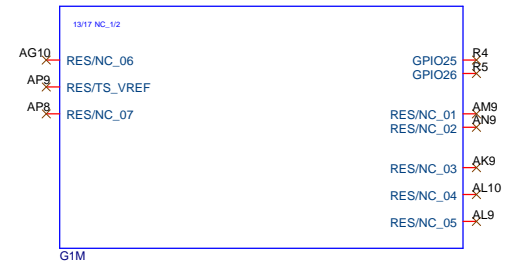 13/17 NC_1/2
AG10 RES/NC_06
AP9 RES/TS_VREF
AP8 RES/NC_07
GPIO25 R4
GPIO26 R5
RES/NC_01 AM9
RES/NC_02 AN9
RES/NC_03 AK9
RES/NC_04 AL10
RES/NC_05 AL9
G1M